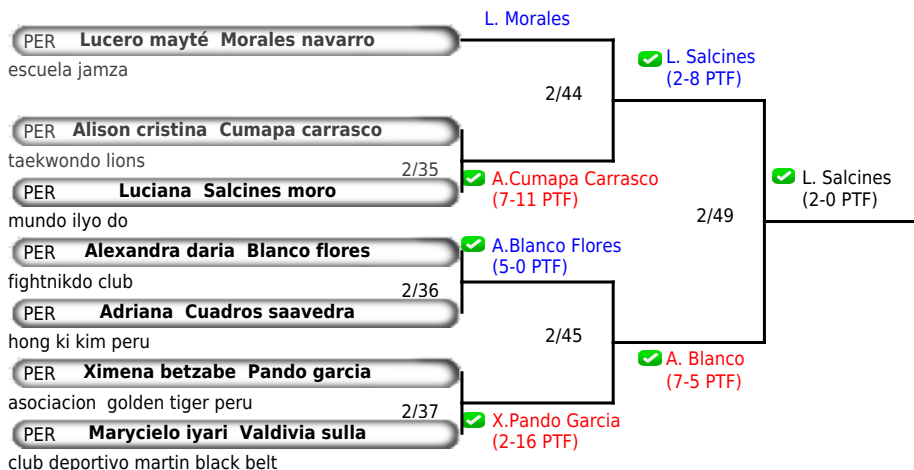 L. Morales
PER Lucero mayté Morales navarro
escuela jamza
L. Salcines
(2-8 PTF)
2/44
PER Alison cristina Cumapa carrasco
taekwondo lions
2/35
A.Cumapa Carrasco
(7-11 PTF)
PER Luciana Salcines moro
mundo ilyo do
L. Salcines
(2-0 PTF)
2/49
PER Alexandra daria Blanco flores
A.Blanco Flores
(5-0 PTF)
fightnikdo club
2/36
PER Adriana Cuadros saavedra
hong ki kim peru
2/45
A. Blanco
(7-5 PTF)
PER Ximena betzabe Pando garcia
asociacion golden tiger peru
2/37
X.Pando Garcia
(2-16 PTF)
PER Marycielo iyari Valdivia sulla
club deportivo martin black belt